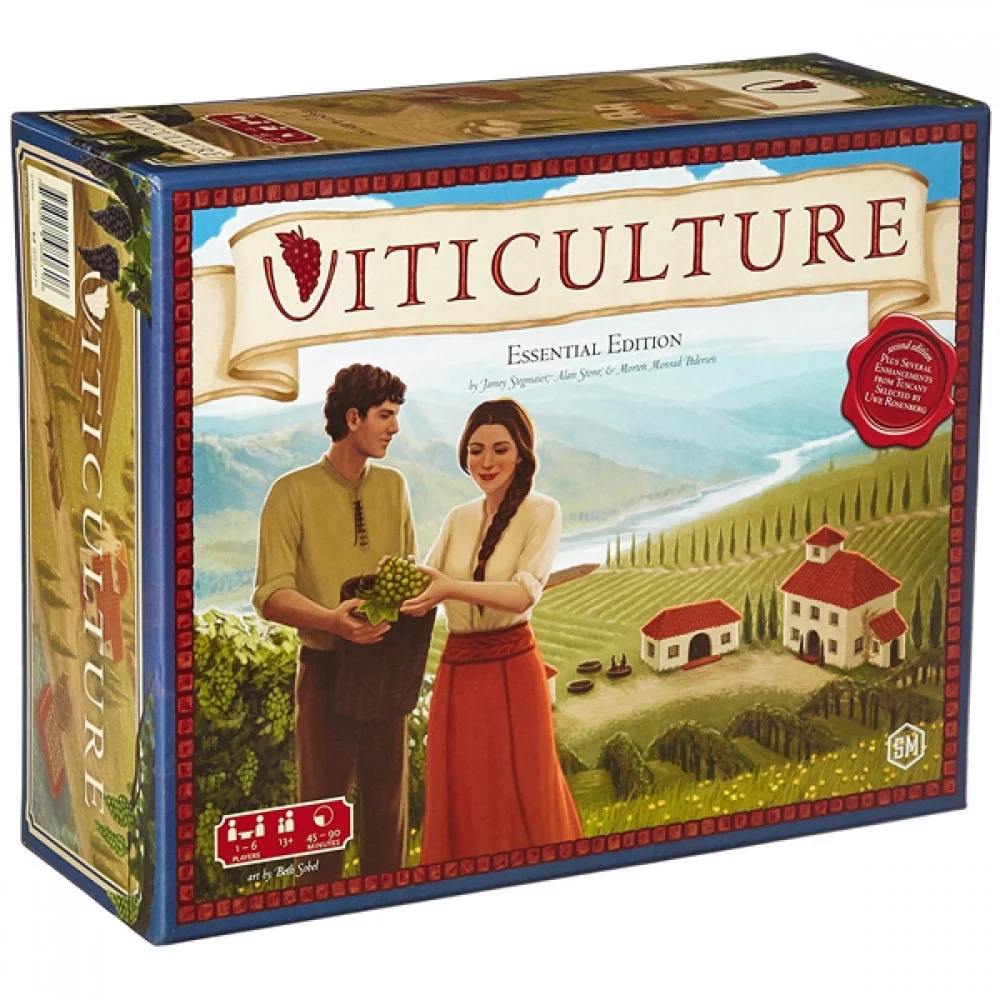 VITICULTURE
VITICULTURE
ESSENTIAL EDITION
by Jamey Stegmaier, Alan Stone, & Morten Monrad Pedersen
second edition
PLUS SEVERAL
ENHANCEMENTS
FROM TUSCANY
SELECTED BY
UWE ROSENBERG
VITICULTURE
SM
1 – 6
PLAYERS
13+
45 – 90
MINUTES
art by Beth Sobel